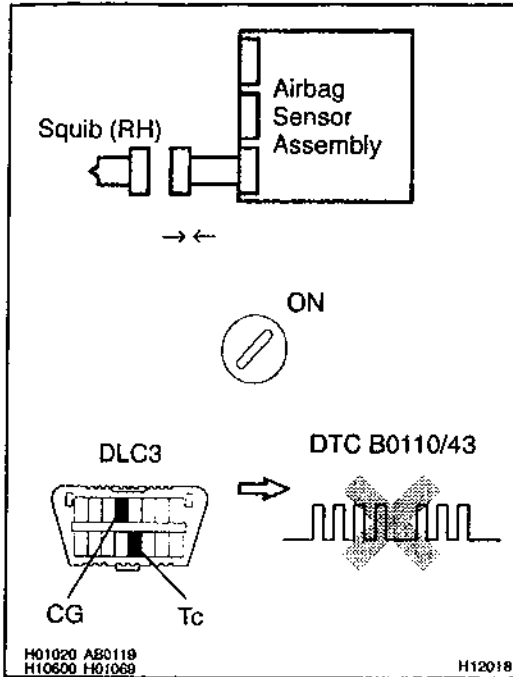 Airbag
Sensor
Assembly
Squib (RH)
ON
DLC3
DTC B0110/43
CG
Tc
H01020 AB0119
H10600 H01069
H12018